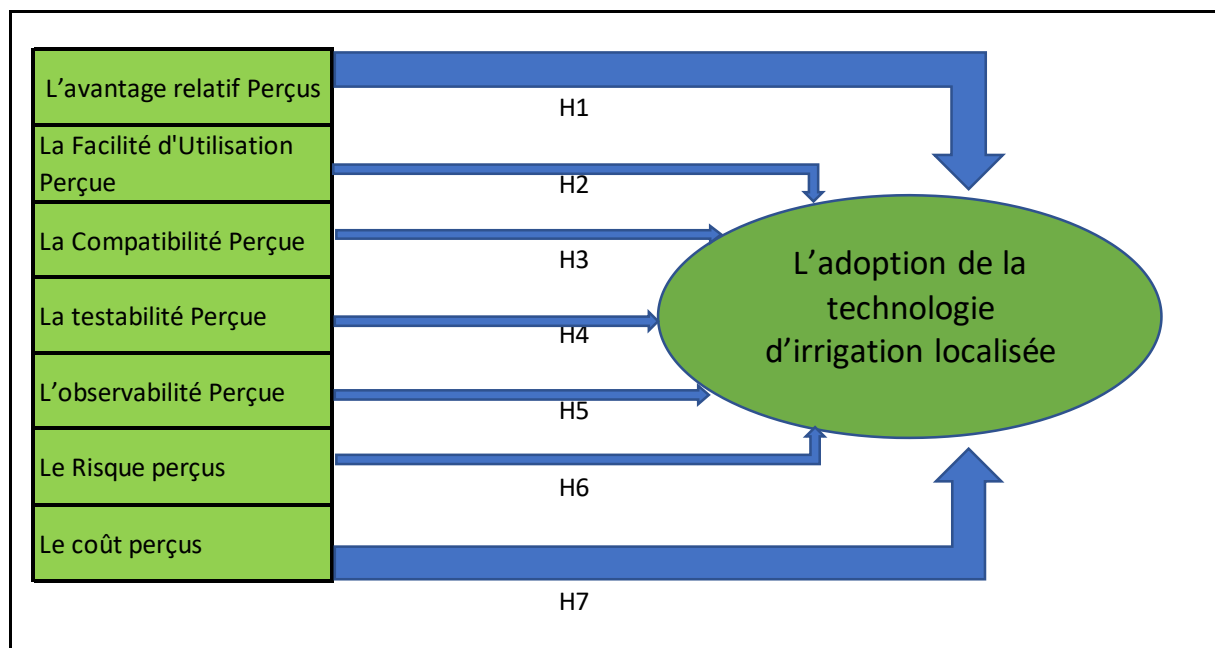 L’avantage relatif Perçus
H1
La Facilité d'Utilisation
Perçue
H2
La Compatibilité Perçue
H3
La testabilité Perçue
H4
L’observabilité Perçue
H5
Le Risque perçus
H6
Le coût perçus
H7
L’adoption de la
technologie
d’irrigation localisée